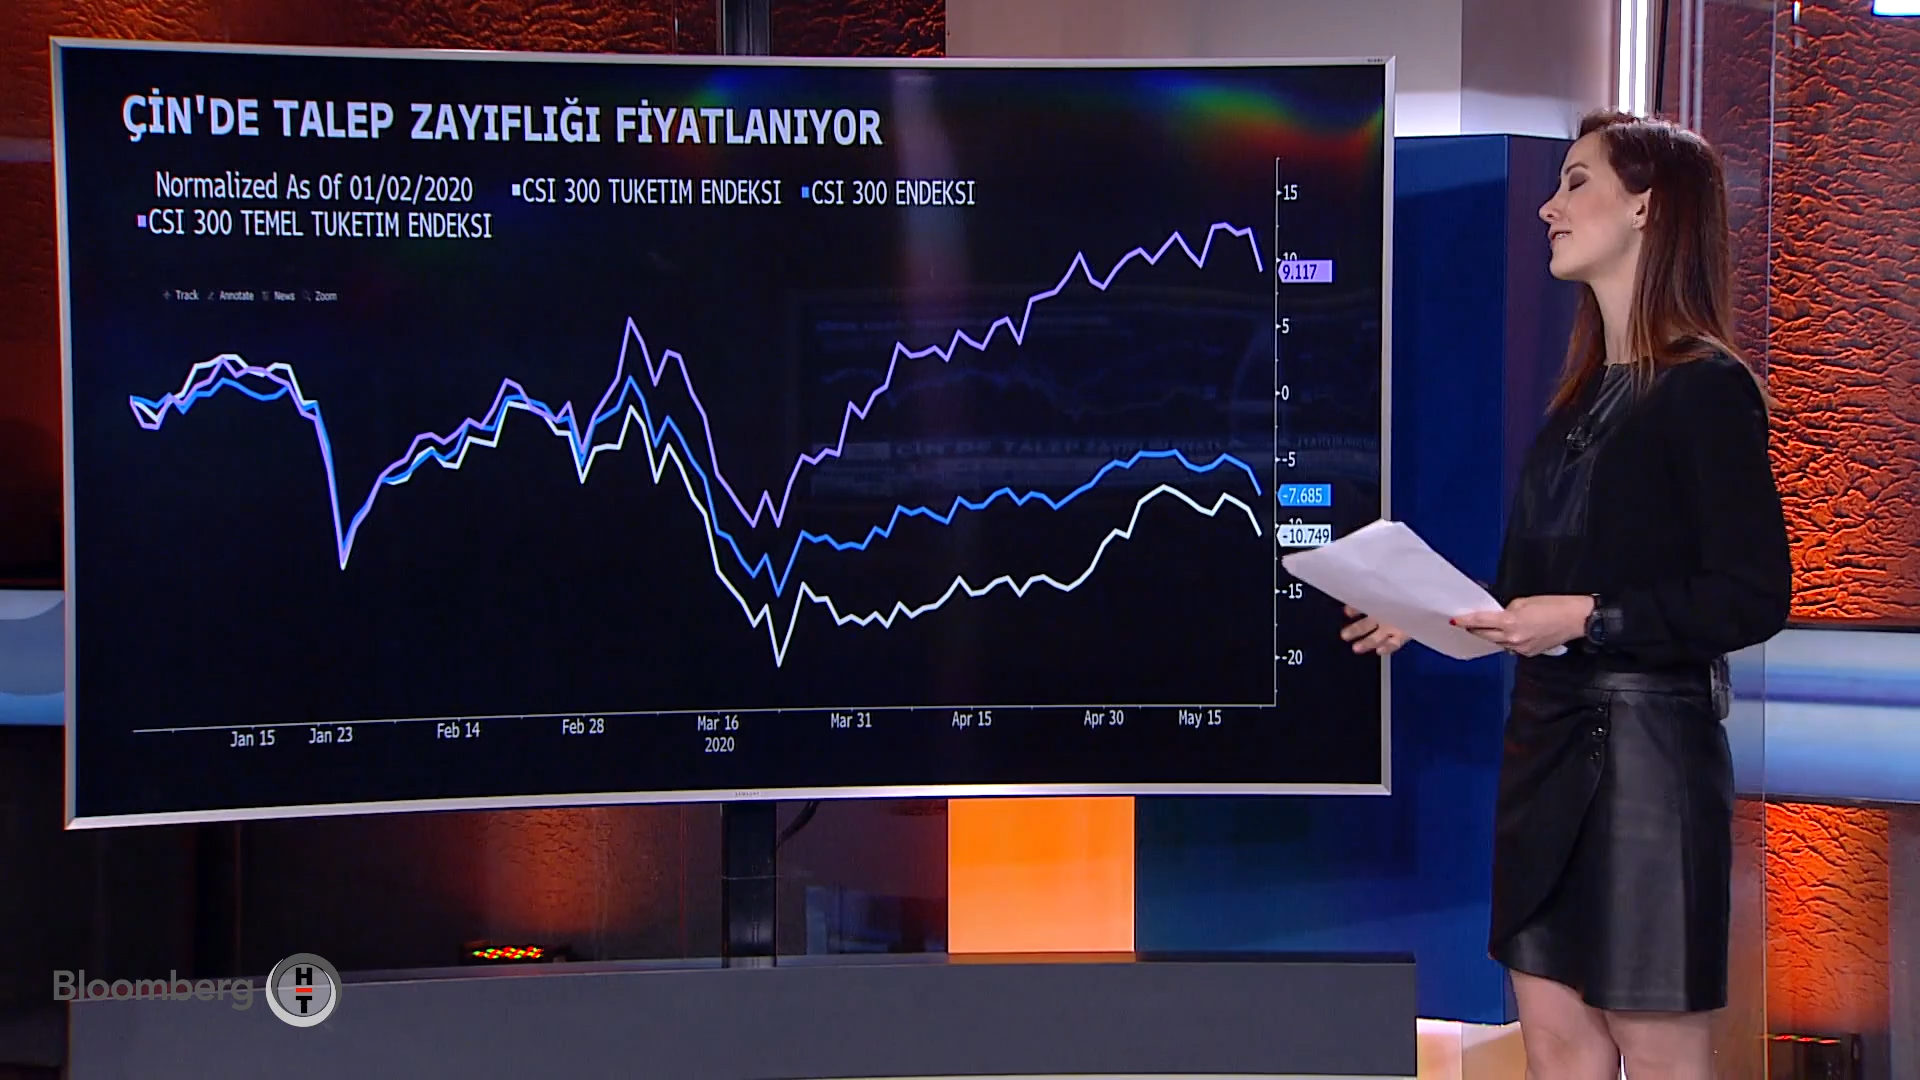 ÇİN'DE TALEP ZAYIFLIĞI FİYATLANIYOR
Normalized As Of 01/02/2020 CSI 300 TUKETIM ENDEKSI CSI 300 ENDEKSI
CSI 300 TEMEL TUKETIM ENDEKSI
Track Annotate News Zoom
15
10
9.117
5
0
-5
-7.685
-10
-10.749
-15
-20
Jan 15 Jan 23 Feb 14 Feb 28 Mar 16 Mar 31 Apr 15 Apr 30 May 15
2020
SAMSUNG
Bloomberg HT